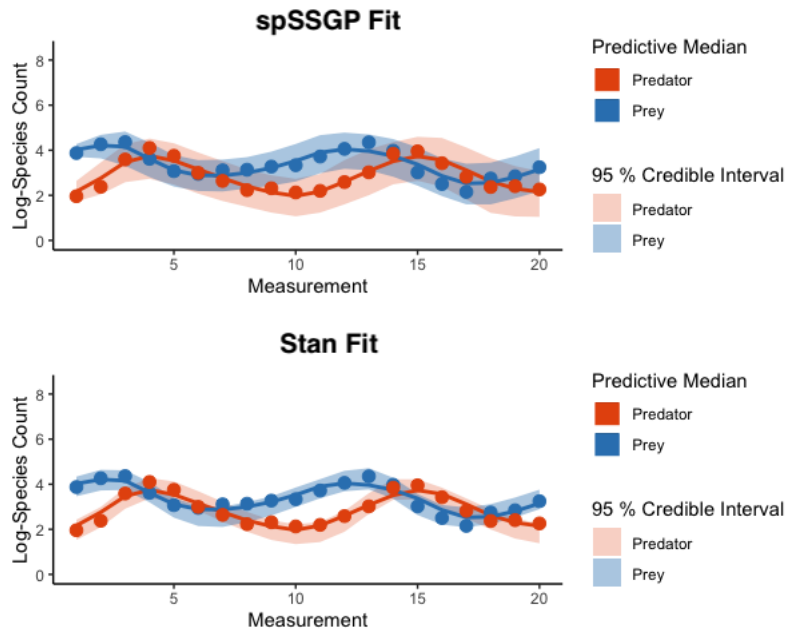 spSSGP Fit
Log-Species Count
8
6
4
2
0
5
10
15
20
Measurement
Predictive Median
Predator
Prey
95 % Credible Interval
Predator
Prey
Stan Fit
Log-Species Count
8
6
4
2
0
5
10
15
20
Measurement
Predictive Median
Predator
Prey
95 % Credible Interval
Predator
Prey